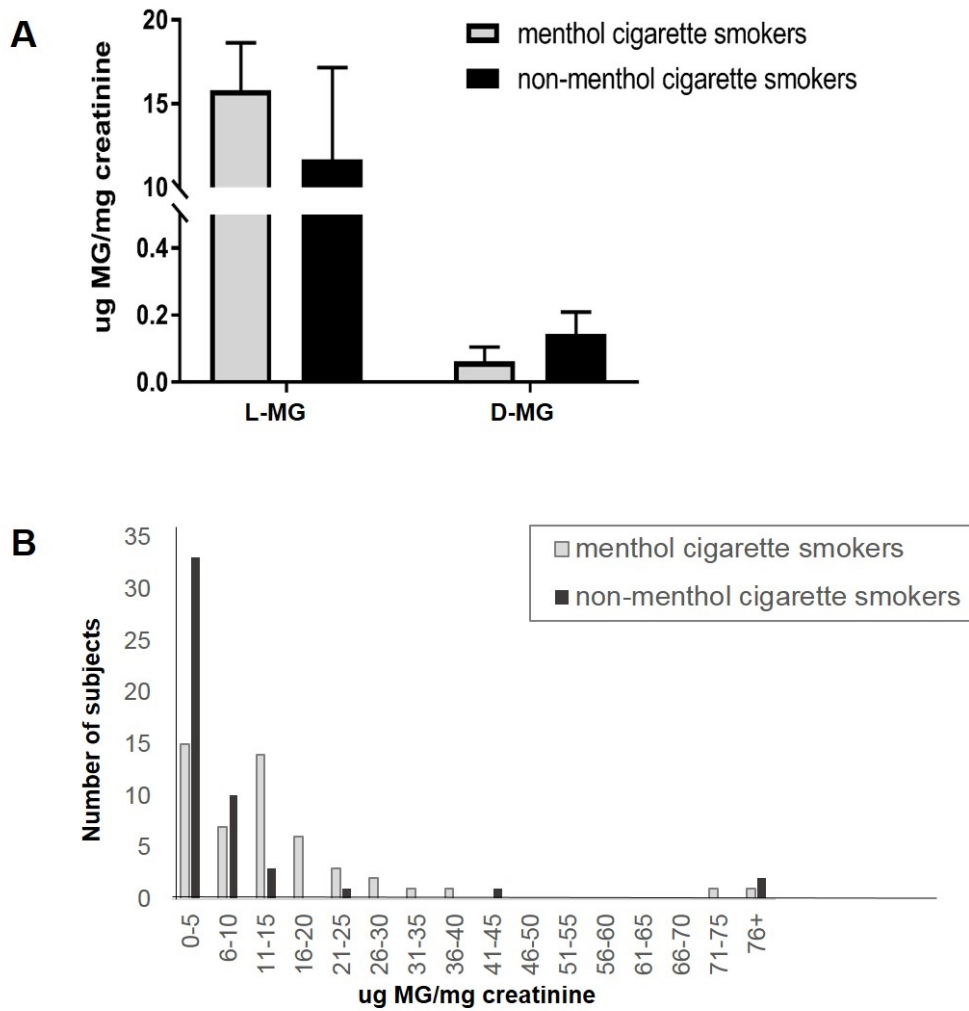 A
ug MG/mg creatinine
20
15
10
0.4
0.2
0.0
menthol cigarette smokers
non-menthol cigarette smokers
L-MG
D-MG
B
Number of subjects
35
30
25
20
15
10
5
0
menthol cigarette smokers
non-menthol cigarette smokers
0-5
6-10
11-15
16-20
21-25
26-30
31-35
36-40
41-45
46-50
51-55
56-60
61-65
66-70
71-75
76+
ug MG/mg creatinine